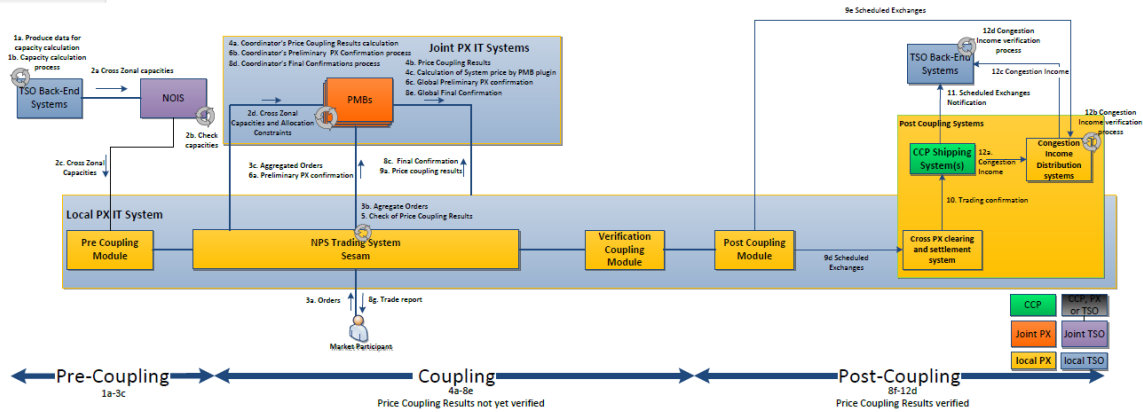 9e Scheduled Exchanges
1a. Produce data for
capacity calculation
1b. Capacity calculation
process
TSO Back-End
Systems
2a Cross Zonal capacities
NOIS
2b. Check
capacities
2c. Cross Zonal
Capacities
4a. Coordinator's Price Coupling Results calculation
6b. Coordinator's Preliminary PX Confirmation process
8d. Coordinator's Final Confirmations process
Joint PX IT Systems
4b. Price Coupling Results
4c. Calculation of System price by PMB plugin
6c. Global Preliminary PX confirmation
8e. Global Final Confirmation
PMBs
2d. Cross Zonal
Capacities and Allocation
Constraints
3c. Aggregated Orders
6a. Preliminary PX confirmation
8c. Final Confirmation
9a. Price coupling results
3b. Agregate Orders
5. Check of Price Coupling Results
Local PX IT System
Pre Coupling
Module
NPS Trading System
Sesam
Verification
Coupling
Module
Post Coupling
Module
9d Scheduled
Exchanges
3a. Orders
8g. Trade report
Market Participant
12d Congestion
Income verification
process
TSO Back-End
Systems
12c Congestion Income
11. Scheduled Exchanges
Notification
12b Congestion
Income verification
process
Post Coupling Systems
CCP Shipping
System(s)
12a.
Congestion
Income
Congestion
Income
Distribution
systems
10. Trading confirmation
Cross PX clearing
and settlement
system
CCP
CCP, PX
or TSO
Joint PX
Joint TSO
local PX
local TSO
Pre-Coupling
1a-3c
Coupling
4a-8e
Price Coupling Results not yet verified
Post-Coupling
8f-12d
Price Coupling Results verified